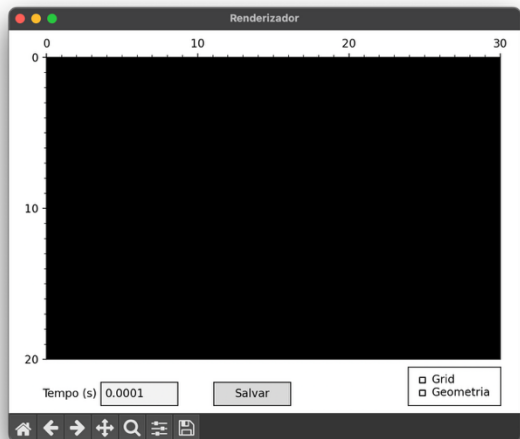 Renderizador
0 10 20 30
0
10
20
Grid
Tempo (s) 0.0001 Salvar
Geometria